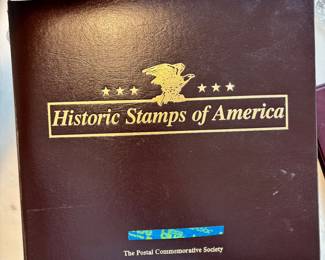 Historic Stamps of America
The Postal Commemorative Society